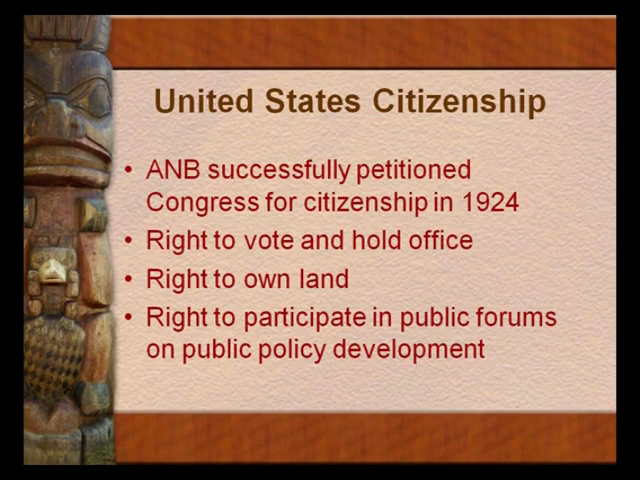 United States Citizenship
• ANB successfully petitioned
Congress for citizenship in 1924
• Right to vote and hold office
• Right to own land
• Right to participate in public forums
on public policy development